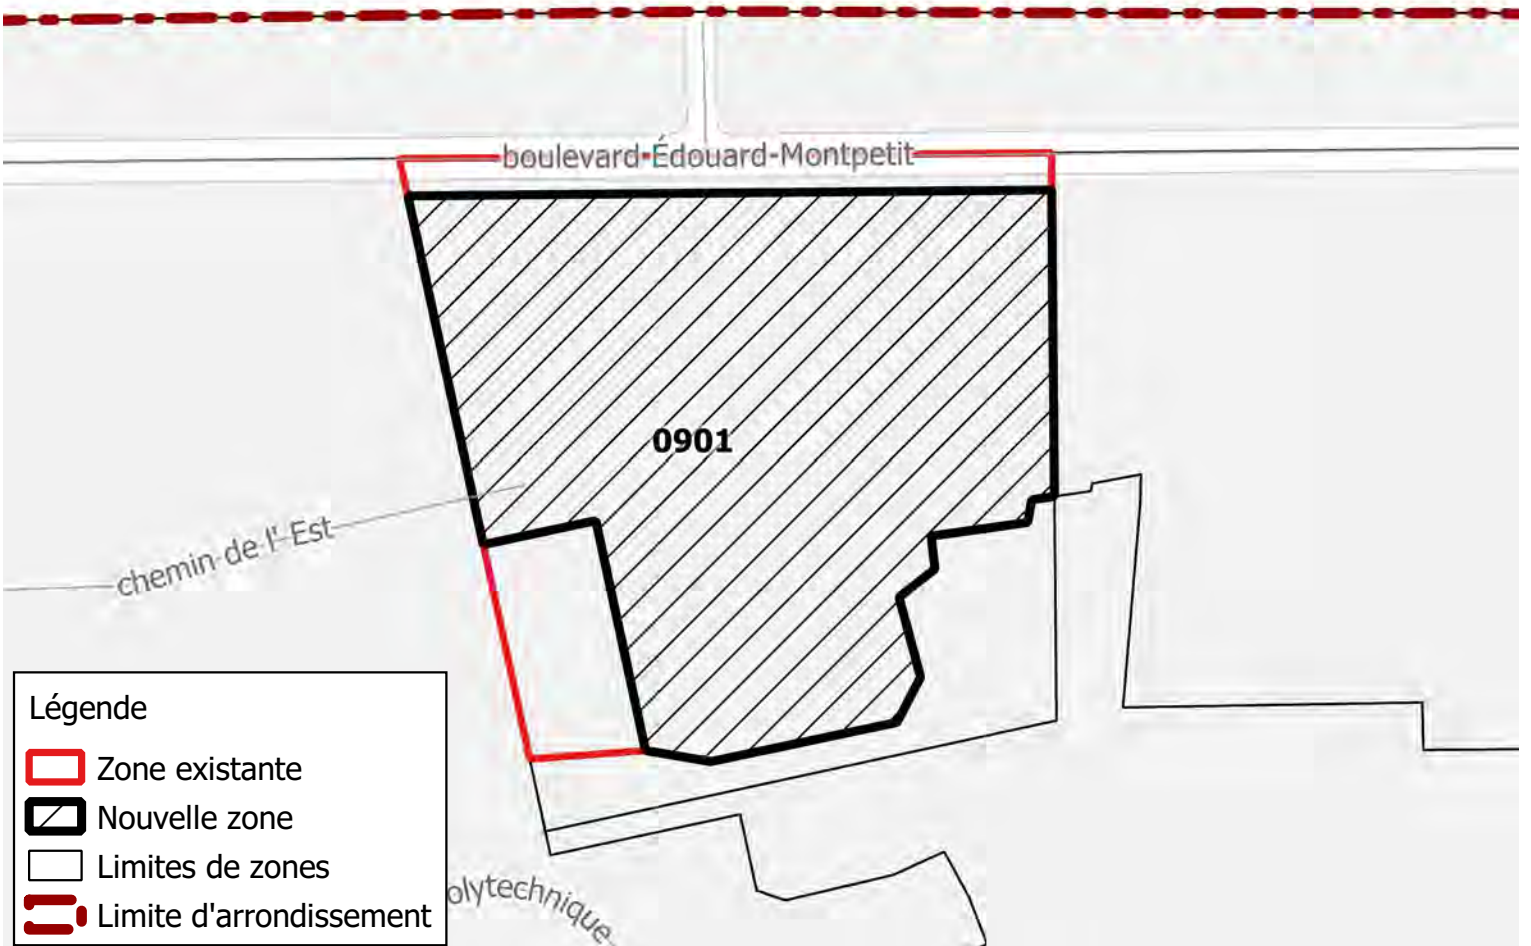 boulevard Édouard-Montpetit
0901
chemin de l'Est
Légende
Zone existante
Nouvelle zone
Limites de zones
Limite d'arrondissement
olytechnique